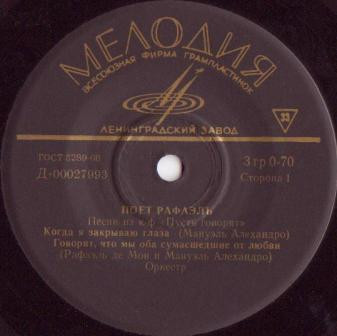 МЕЛОДИЯ
ВСЕСОЮЗНАЯ ФИРМА ГРАМПЛАСТИНОК
33
ЛЕНИНГРАДСКИЙ ЗАВОД
ГОСТ 5289-68
3 гр 0-70
Д-00027993
Сторона 1
ПОЕТ РАФАЭЛЬ
Песни из к/ф «Пусть говорят»
Когда я закрываю глаза (Мануэль Алехандро)
Говорят, что мы оба сумасшедшие от любви
(Рафаэль де Мон и Мануэль Алехандро)
Оркестр